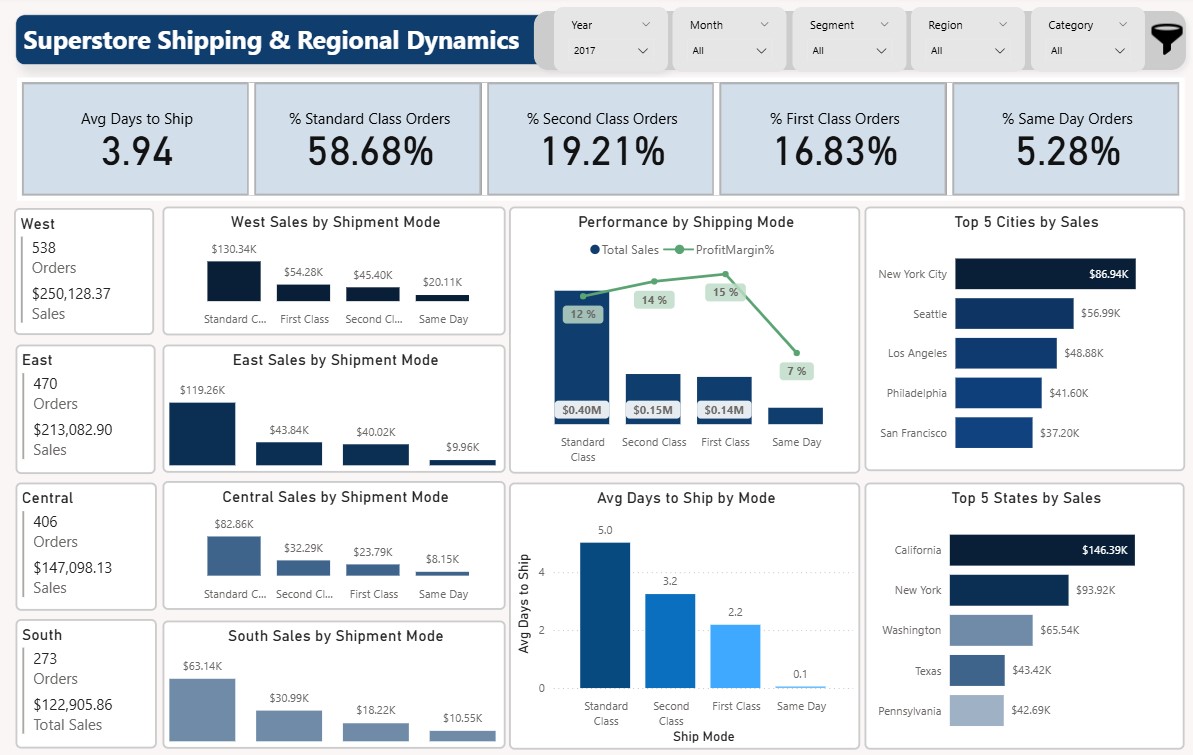 Superstore Shipping & Regional Dynamics
Year
2017
Month
All
Segment
All
Region
All
Category
All
Avg Days to Ship
3.94
% Standard Class Orders
58.68%
% Second Class Orders
19.21%
% First Class Orders
16.83%
% Same Day Orders
5.28%
West
538
Orders
$250,128.37
Sales
West Sales by Shipment Mode
$130.34K
$54.28K
$45.40K
$20.11K
Standard C...
First Class
Second Cl...
Same Day
East
470
Orders
$213,082.90
Sales
East Sales by Shipment Mode
$119.26K
$43.84K
$40.02K
$9.96K
Central
406
Orders
$147,098.13
Sales
Central Sales by Shipment Mode
$82.86K
$32.29K
$23.79K
$8.15K
Standard C...
Second Cl...
First Class
Same Day
South
273
Orders
$122,905.86
Total Sales
South Sales by Shipment Mode
$63.14K
$30.99K
$18.22K
$10.55K
Performance by Shipping Mode
Total Sales
ProfitMargin%
12 %
14 %
15 %
7 %
$0.40M
$0.15M
$0.14M
Standard
Class
Second Class
First Class
Same Day
Avg Days to Ship by Mode
Avg Days to Ship
4
2
0
5.0
3.2
2.2
0.1
Standard
Class
Second
Class
First Class
Same Day
Ship Mode
Top 5 Cities by Sales
New York City
$86.94K
Seattle
$56.99K
Los Angeles
$48.88K
Philadelphia
$41.60K
San Francisco
$37.20K
Top 5 States by Sales
California
$146.39K
New York
$93.92K
Washington
$65.54K
Texas
$43.42K
Pennsylvania
$42.69K